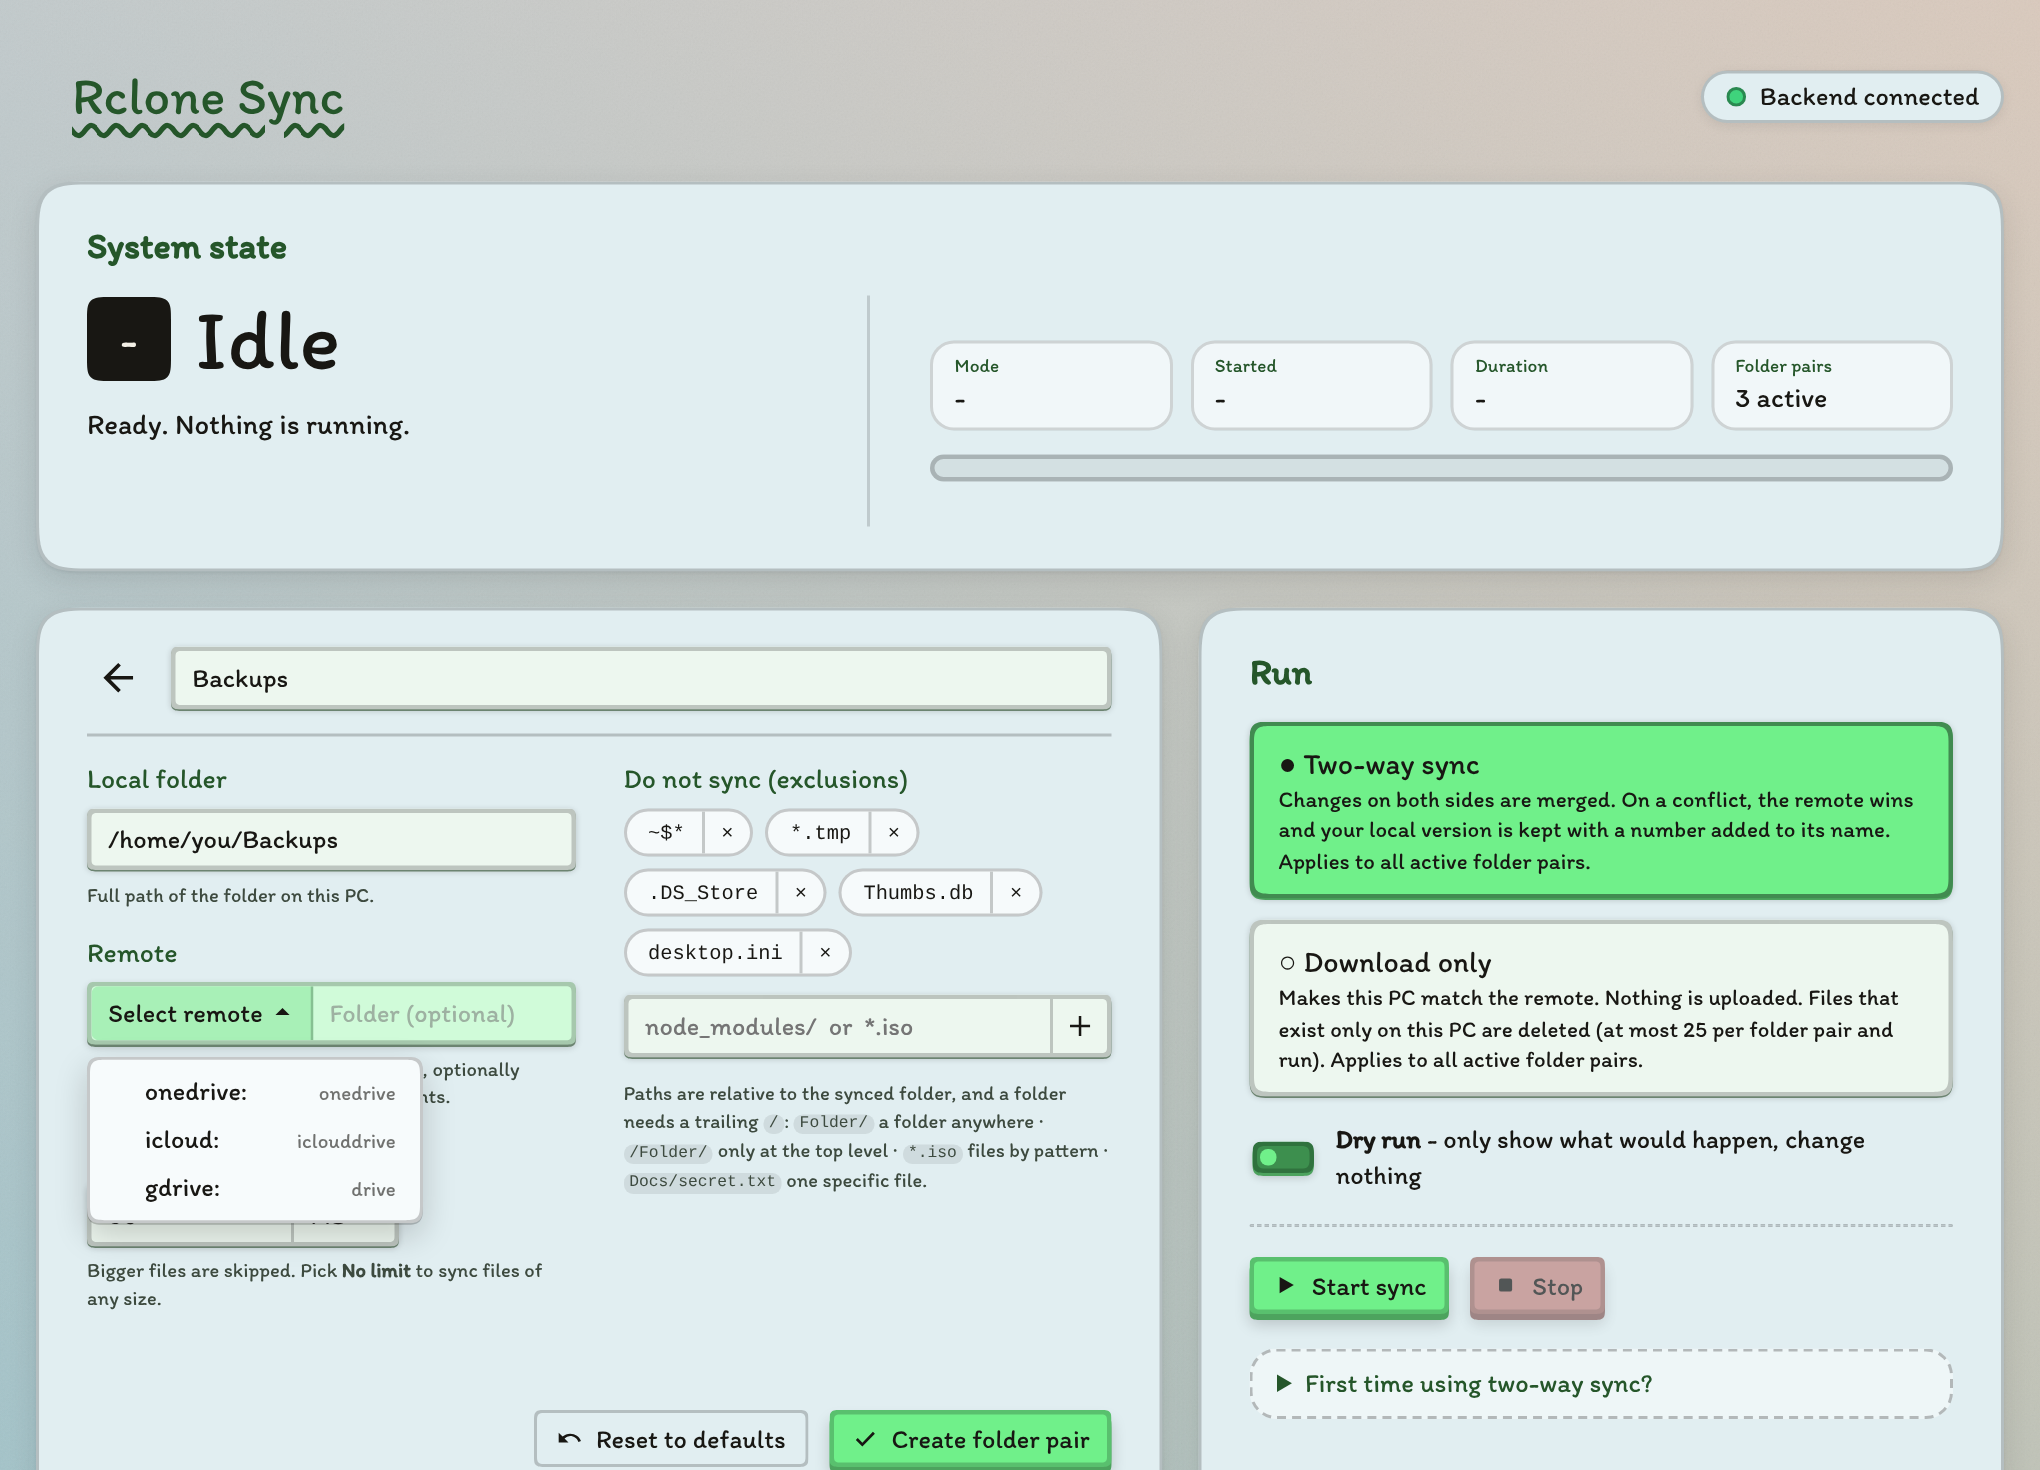 Rclone Sync
Backend connected
System state
- Idle
Ready. Nothing is running.
Mode
-
Started
-
Duration
-
Folder pairs
3 active
Backups
Local folder
/home/you/Backups
Full path of the folder on this PC.
Remote
Select remote
Folder (optional)
, optionally
nts.
onedrive: onedrive
icloud: iclouddrive
gdrive: drive
Bigger files are skipped. Pick No limit to sync files of
any size.
Do not sync (exclusions)
~$* × *.tmp ×
.DS_Store × Thumbs.db ×
desktop.ini ×
node_modules/ or *.iso +
Paths are relative to the synced folder, and a folder
needs a trailing / : Folder/ a folder anywhere ·
/Folder/ only at the top level · *.iso files by pattern ·
Docs/secret.txt one specific file.
Reset to defaults
Create folder pair
Run
Two-way sync
Changes on both sides are merged. On a conflict, the remote wins
and your local version is kept with a number added to its name.
Applies to all active folder pairs.
Download only
Makes this PC match the remote. Nothing is uploaded. Files that
exist only on this PC are deleted (at most 25 per folder pair and
run). Applies to all active folder pairs.
Dry run - only show what would happen, change
nothing
Start sync
Stop
First time using two-way sync?